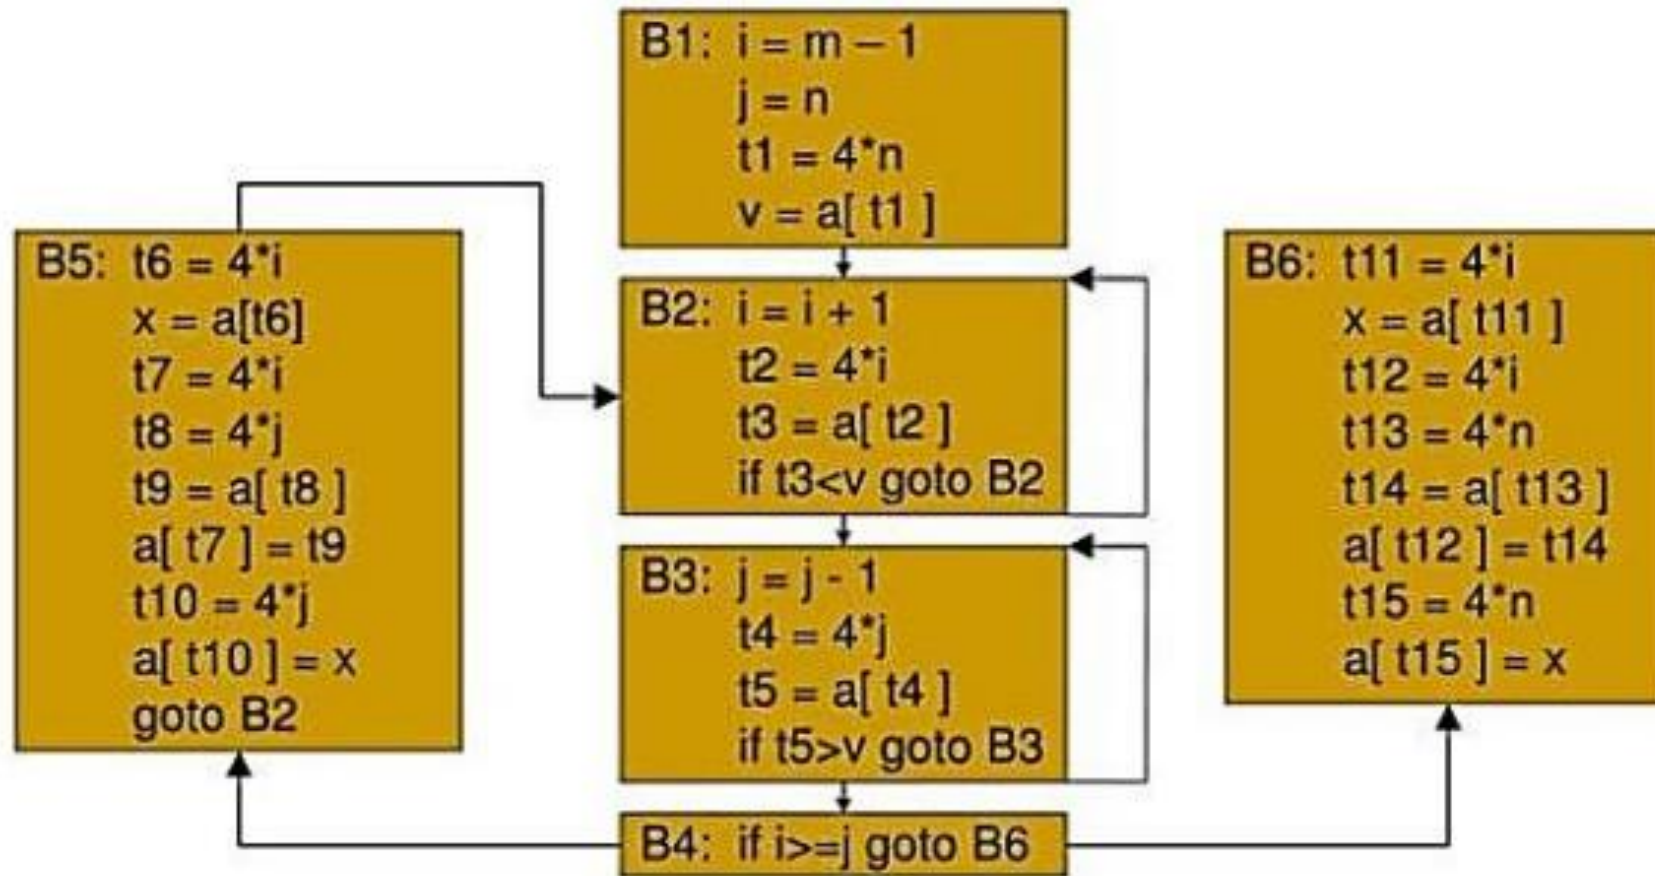 B1: i = m – 1
j = n
t1 = 4*n
v = a[ t1 ]
B2: i = i + 1
t2 = 4*i
t3 = a[ t2 ]
if t3<v goto B2
B3: j = j - 1
t4 = 4*j
t5 = a[ t4 ]
if t5>v goto B3
B4: if i>=j goto B6
B5: t6 = 4*i
x = a[t6]
t7 = 4*i
t8 = 4*j
t9 = a[ t8 ]
a[ t7 ] = t9
t10 = 4*j
a[ t10 ] = x
goto B2
B6: t11 = 4*i
x = a[ t11 ]
t12 = 4*i
t13 = 4*n
t14 = a[ t13 ]
a[ t12 ] = t14
t15 = 4*n
a[ t15 ] = x